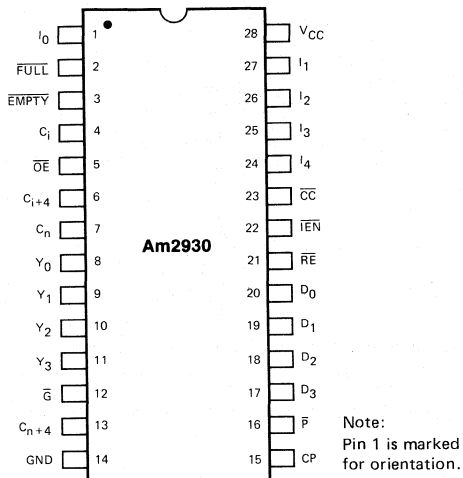 I0 1 28 VCC
FULL 2 27 I1
EMPTY 3 26 I2
Ci 4 25 I3
OE 5 24 I4
Ci+4 6 23 CC
Cn 7 22 IEN
Am2930
Y0 8 21 RE
Y1 9 20 D0
Y2 10 19 D1
Y3 11 18 D2
G 12 17 D3
Cn+4 13 16 P
GND 14 15 CP
Note:
Pin 1 is marked
for orientation.